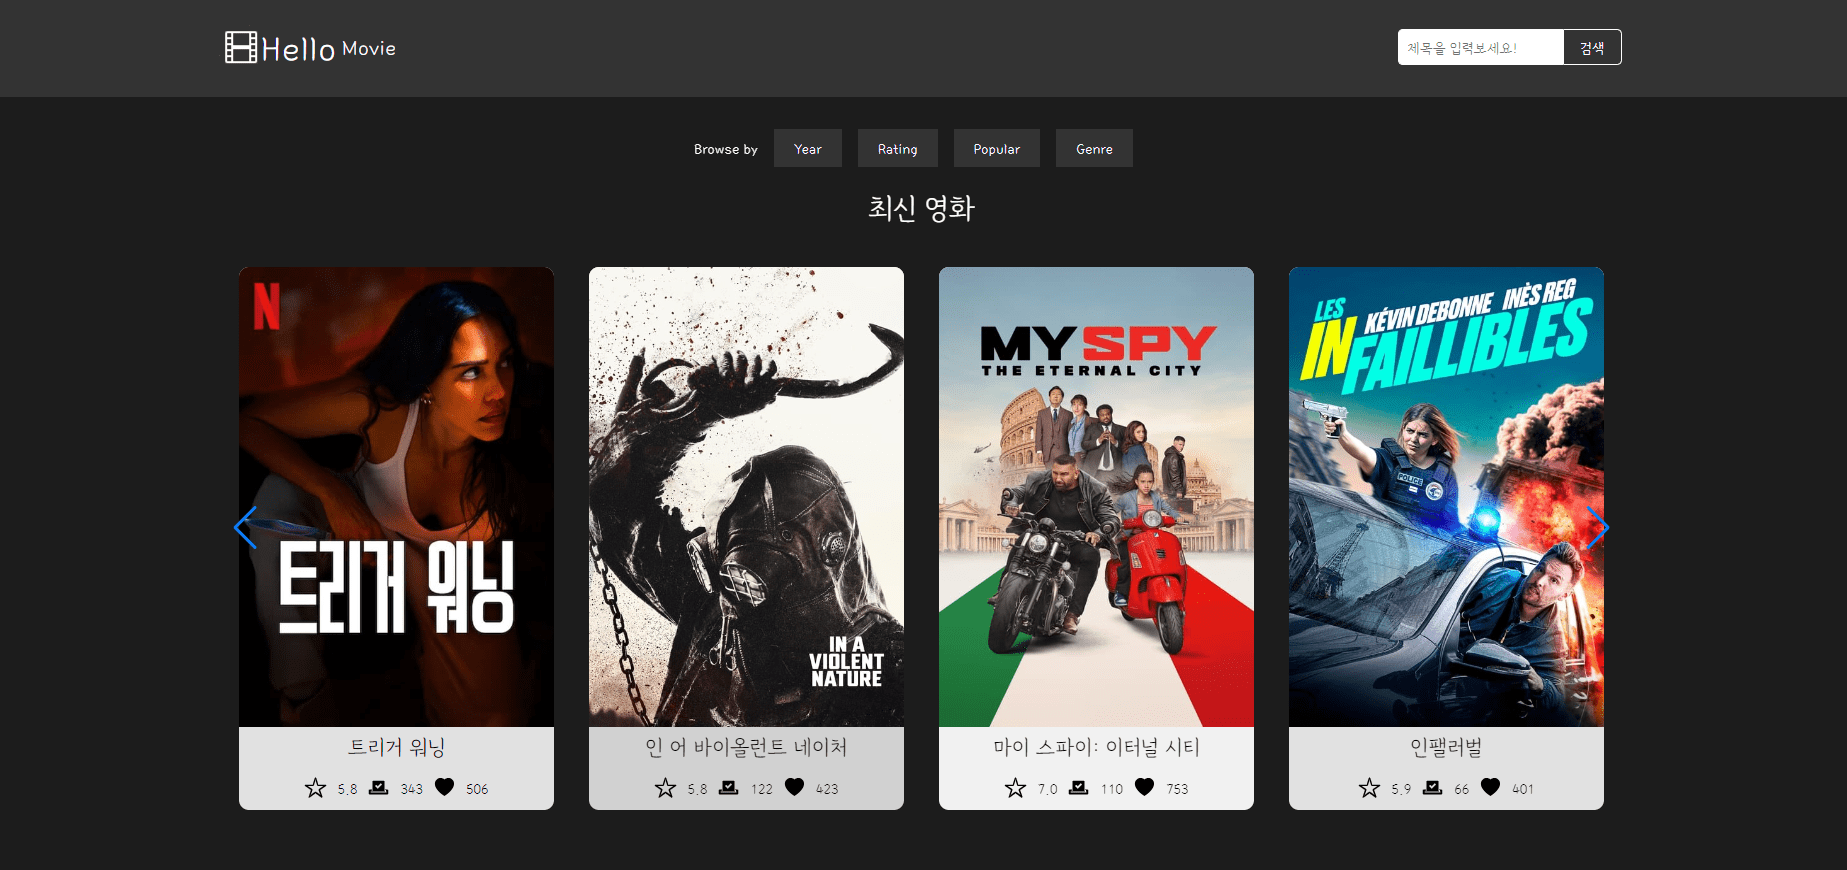 Hello Movie
제목을 입력보세요!
검색
Browse by
Year
Rating
Popular
Genre
최신 영화
N
트리거 워닝
트리거 워닝
5.8 343 506
IN A
VIOLENT
NATURE
인 어 바이올런트 네이처
5.8 122 423
MY SPY
THE ETERNAL CITY
마이 스파이: 이터널 시티
7.0 110 753
KÉVIN DEBONNE INÈS REG
LES
INFAILLIBLES
POLICE
인팰러벌
5.9 66 401